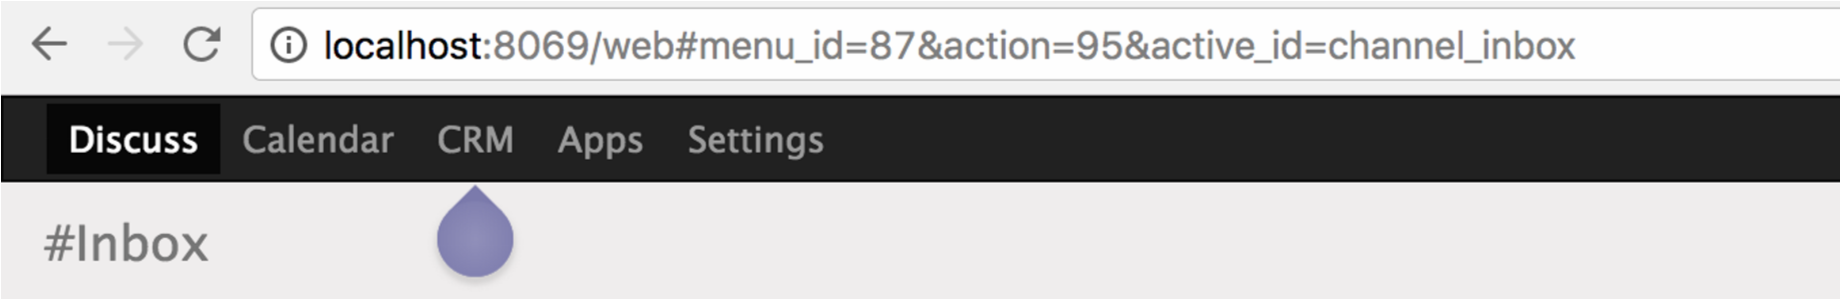 localhost:8069/web#menu_id=87&action=95&active_id=channel_inbox
Discuss Calendar CRM Apps Settings
#Inbox